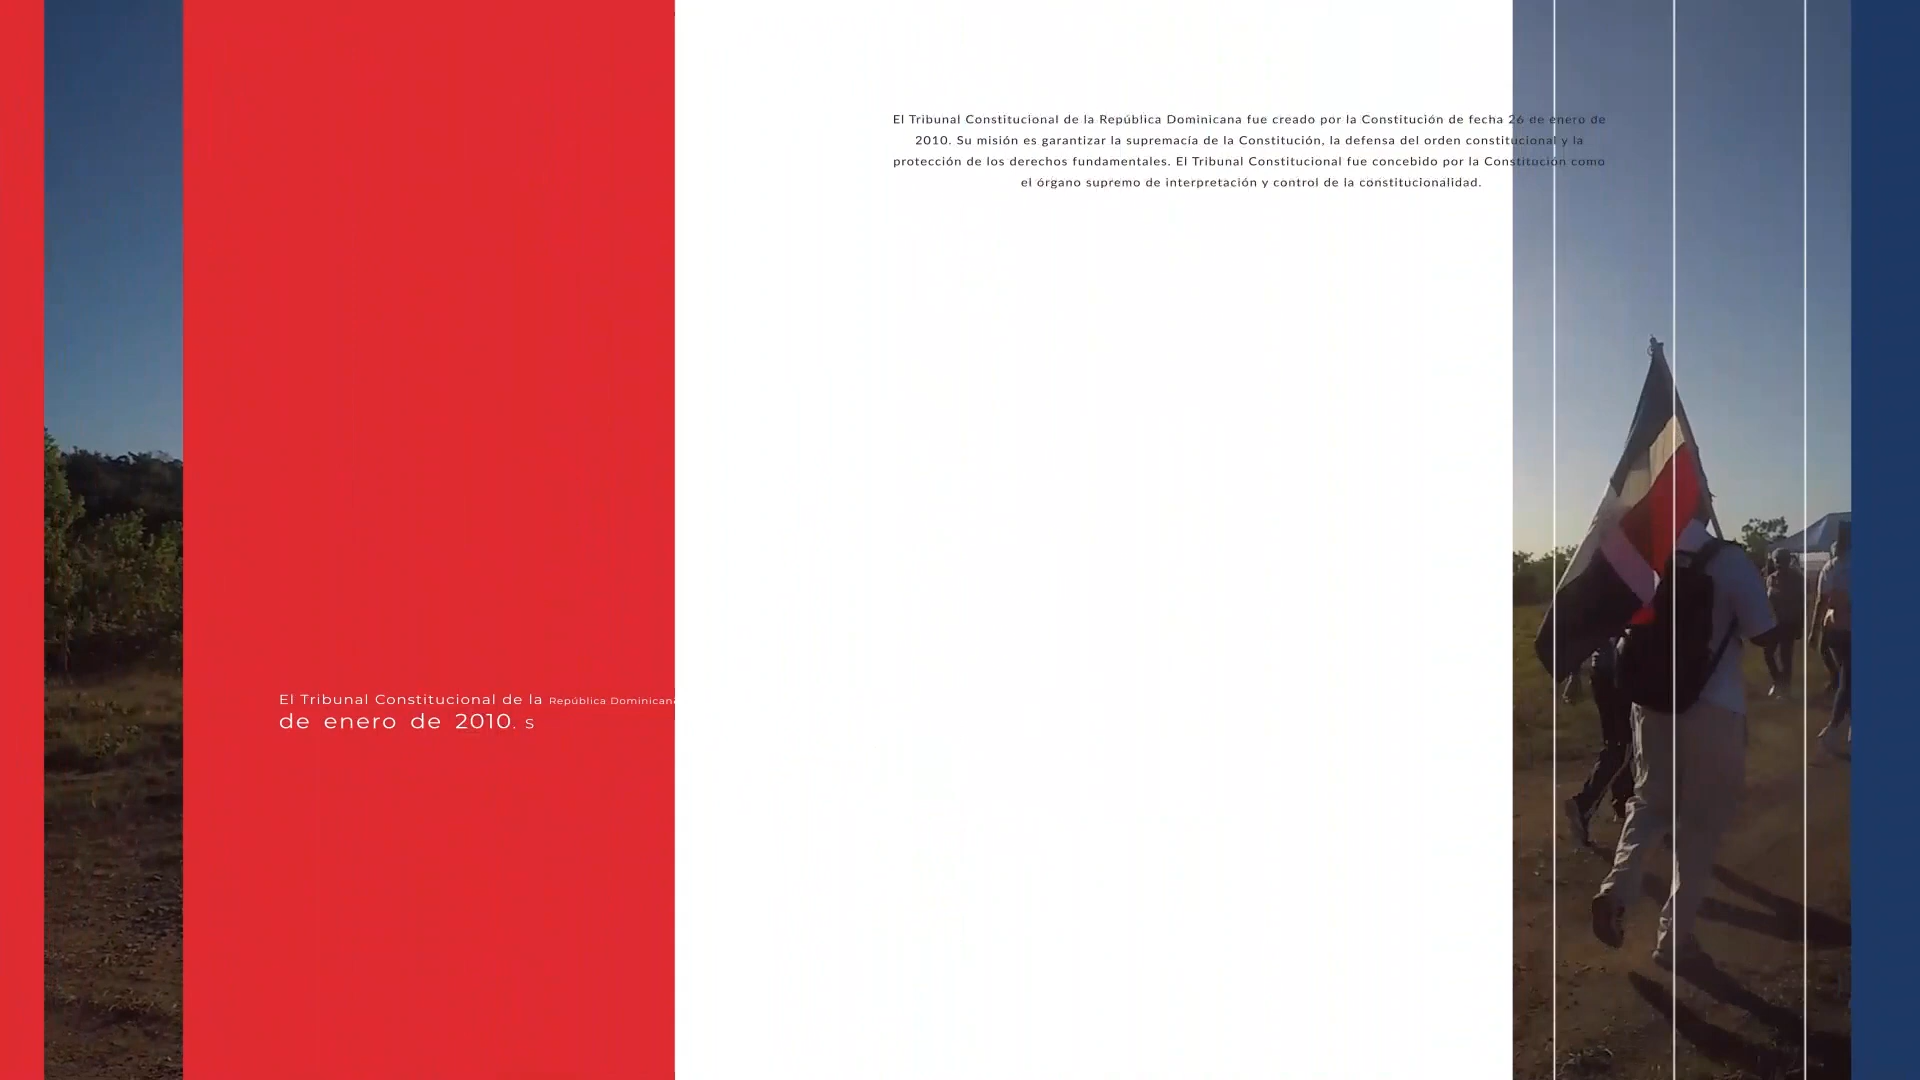 El Tribunal Constitucional de la República Dominicana fue creado por la Constitución de fecha 26 de enero de
2010. Su misión es garantizar la supremacía de la Constitución, la defensa del orden constitucional y la
protección de los derechos fundamentales. El Tribunal Constitucional fue concebido por la Constitución como
el órgano supremo de interpretación y control de la constitucionalidad.
El Tribunal Constitucional de la República Dominicana
de enero de 2010. S